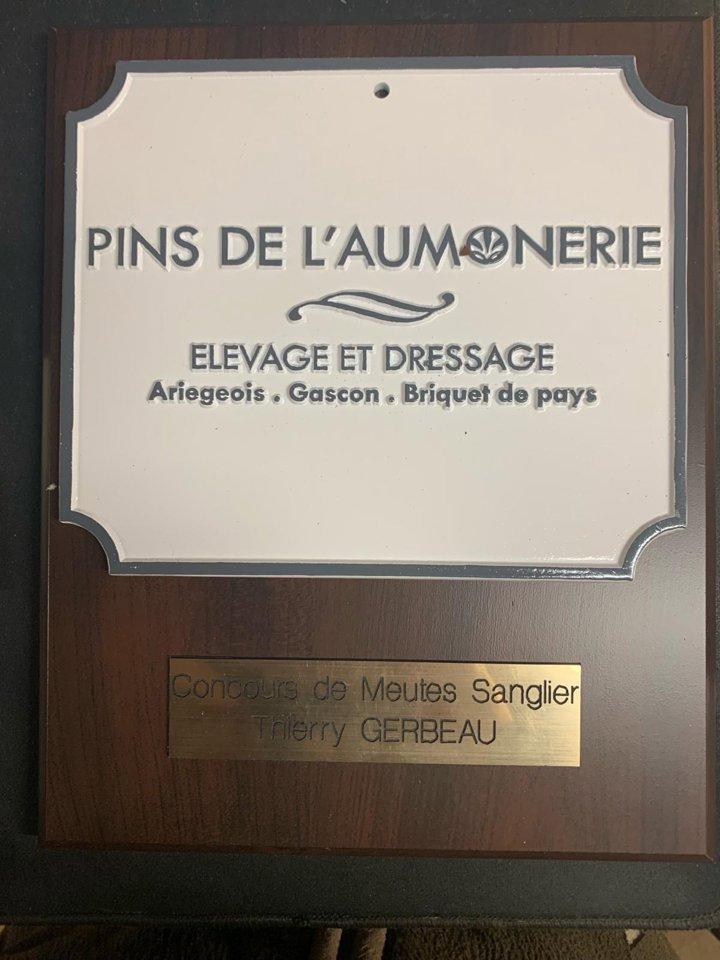 PINS DE L'AUMONERIE
ELEVAGE ET DRESSAGE
Ariegeois . Gascon . Briquet de pays
Concours de Meutes Sanglier
Thierry GERBEAU